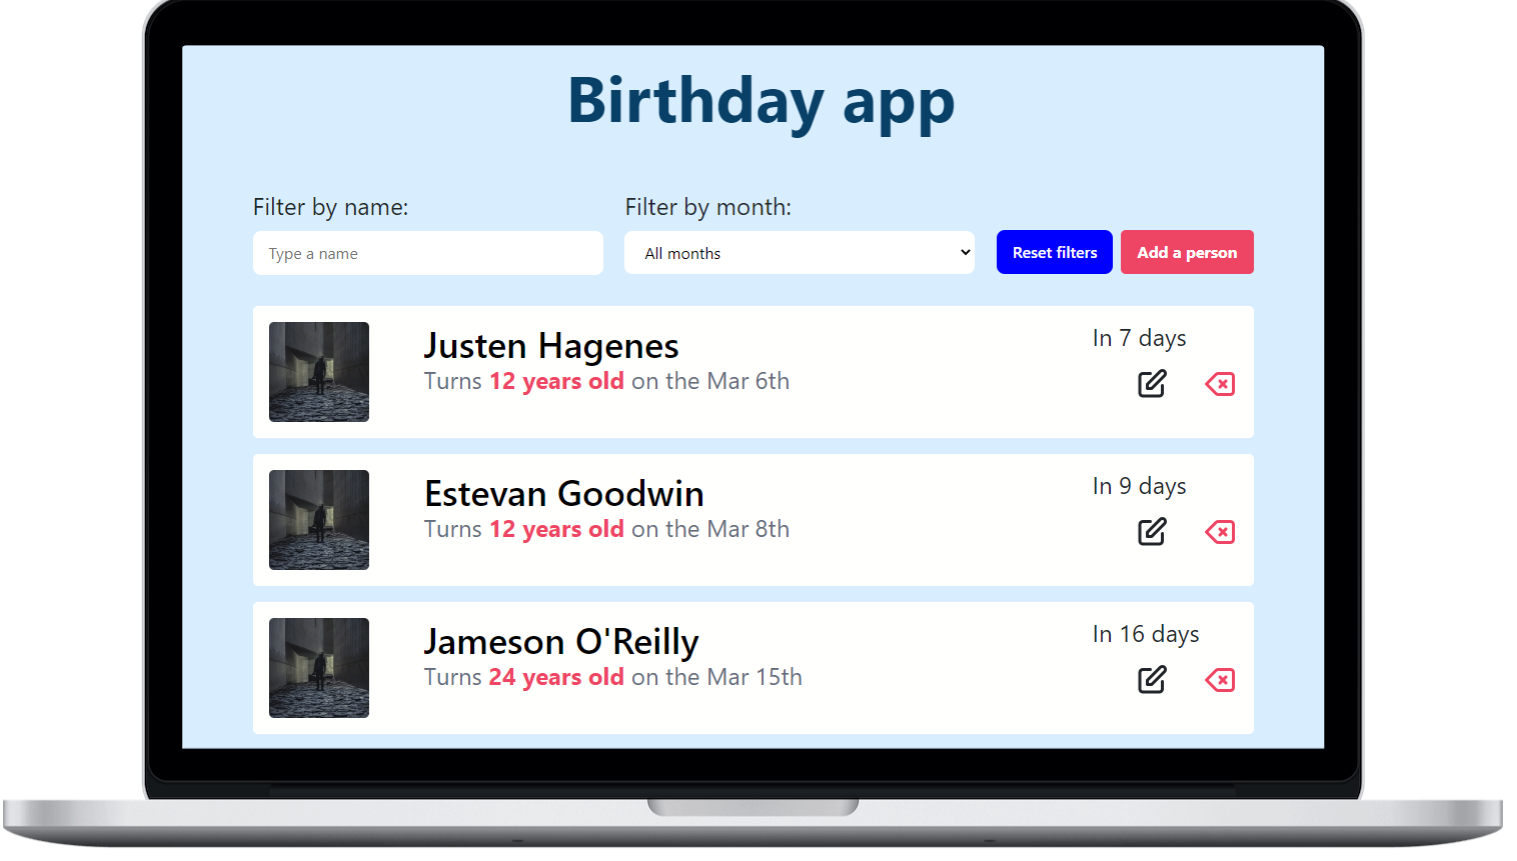 Birthday app
Filter by name:
Filter by month:
Type a name
All months
Reset filters
Add a person
Justen Hagenes
In 7 days
Turns 12 years old on the Mar 6th
Estevan Goodwin
In 9 days
Turns 12 years old on the Mar 8th
Jameson O'Reilly
In 16 days
Turns 24 years old on the Mar 15th